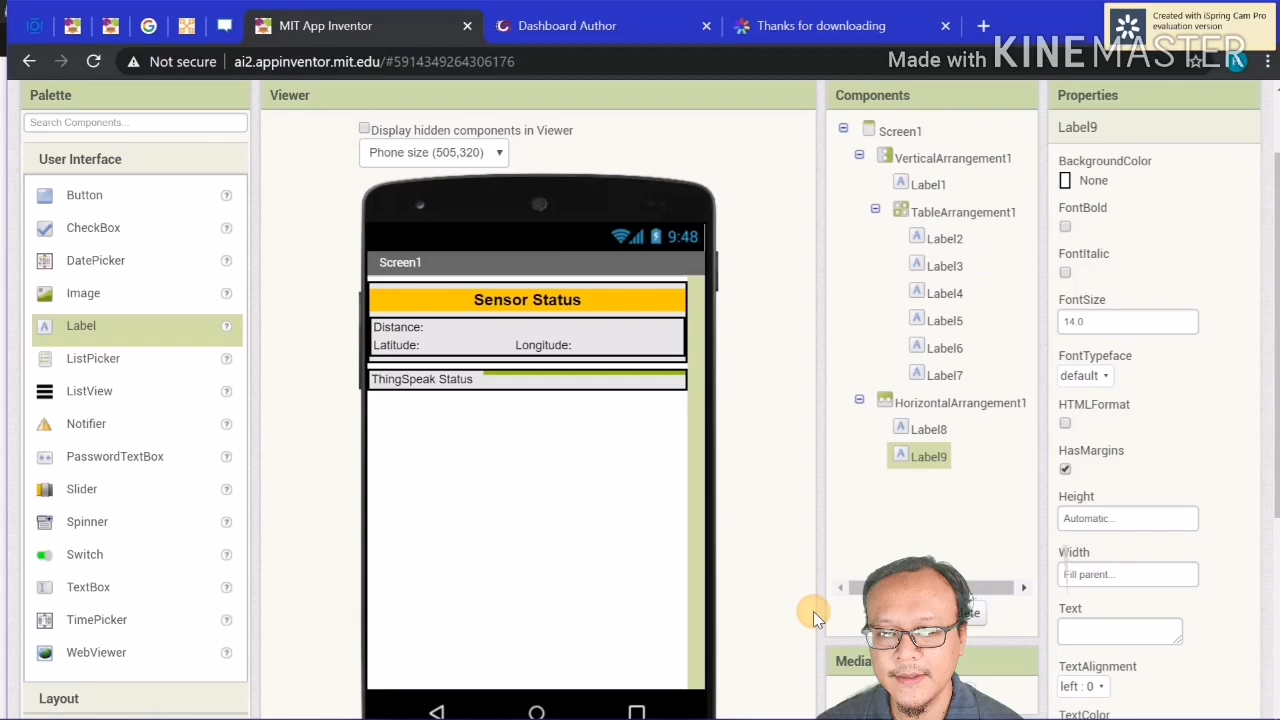 MIT App Inventor
Dashboard Author
Thanks for downloading
Created with iSpring Cam Pro
evaluation version
Not secure
ai2.appinventor.mit.edu/#5914349264306176
Made with KINEMASTER
Palette
Search Components...
User Interface
Button
CheckBox
DatePicker
Image
Label
ListPicker
ListView
Notifier
PasswordTextBox
Slider
Spinner
Switch
TextBox
TimePicker
WebViewer
Layout
Viewer
Display hidden components in Viewer
Phone size (505,320)
9:48
Screen1
Sensor Status
Distance:
Latitude: Longitude:
ThingSpeak Status
Components
Screen1
VerticalArrangement1
Label1
TableArrangement1
Label2
Label3
Label4
Label5
Label6
Label7
HorizontalArrangement1
Label8
Label9
Media
Properties
Label9
BackgroundColor
None
FontBold
FontItalic
FontSize
14.0
FontTypeface
default
HTMLFormat
HasMargins
Height
Automatic...
Width
Fill parent...
Text
TextAlignment
left : 0
TextColor